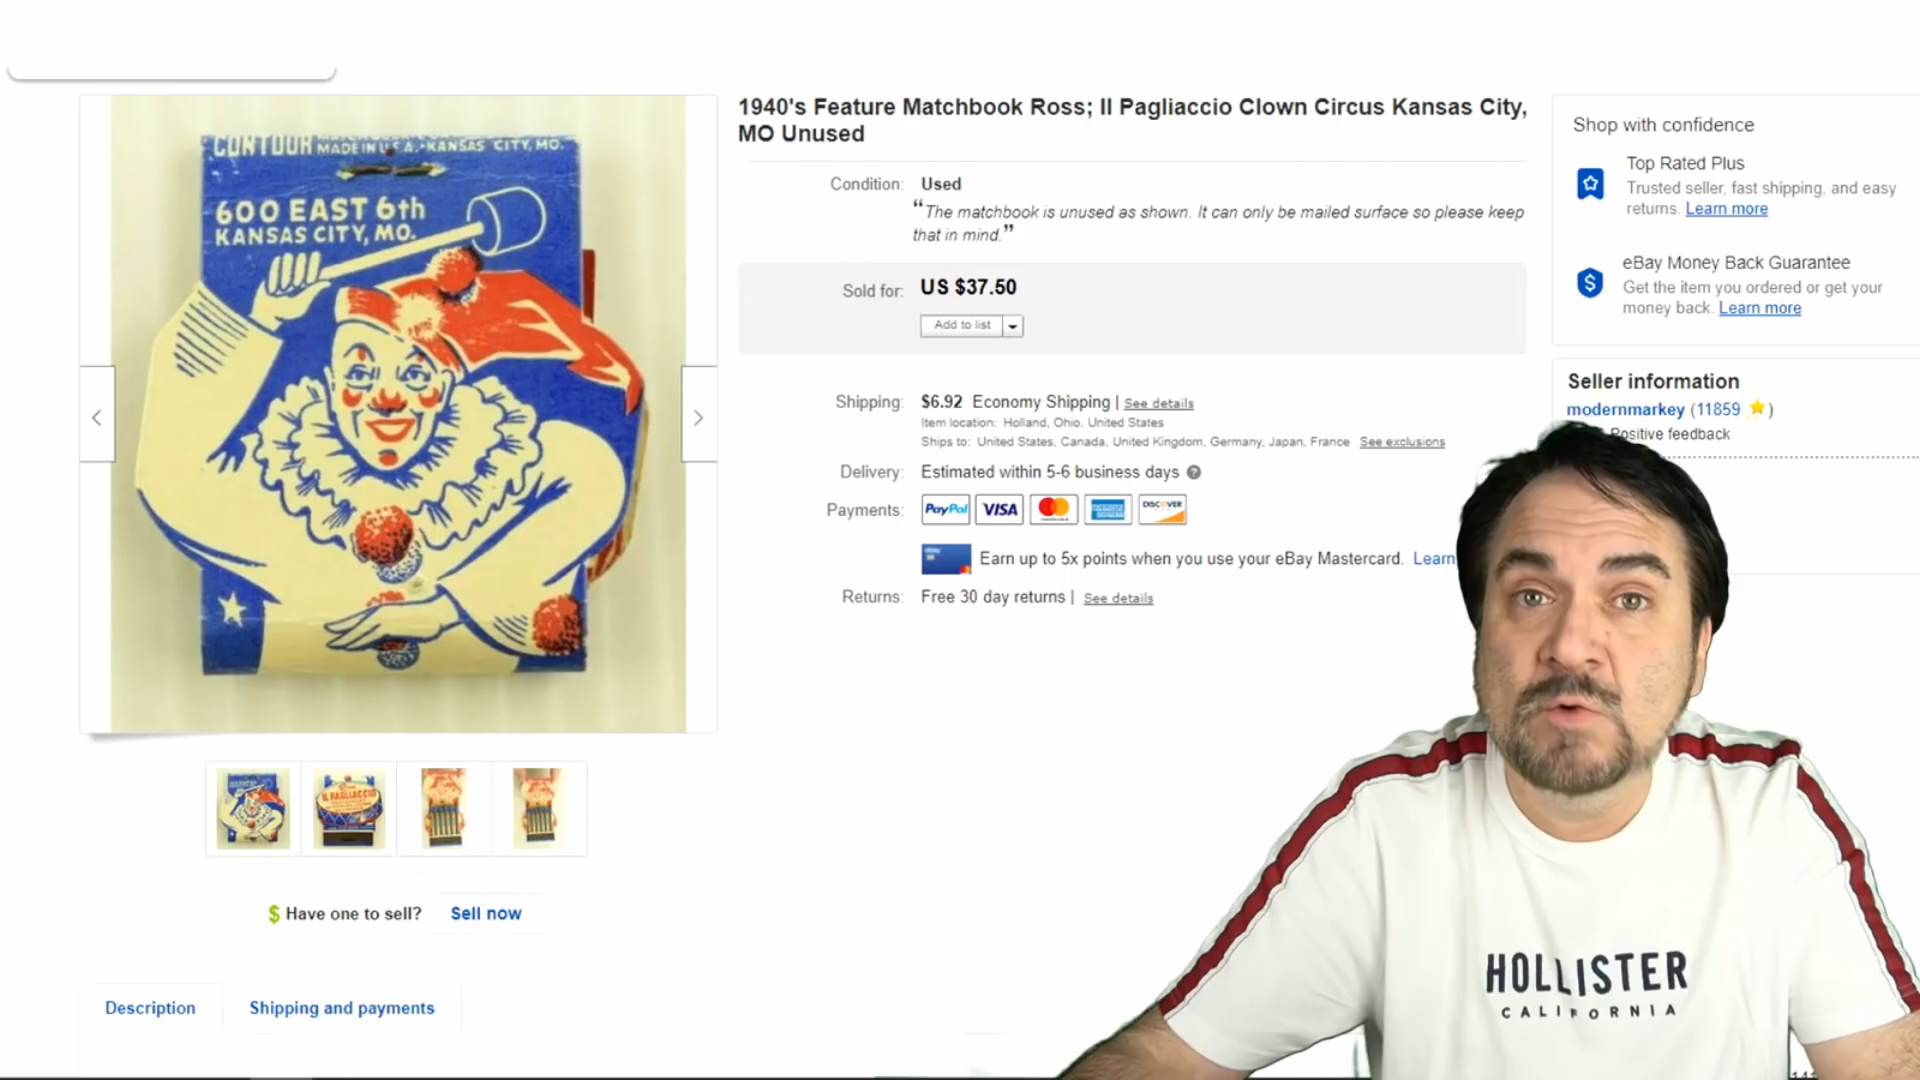 CONTOUR MATCHBOOK CO.
MADE IN U.S.A. • KANSAS CITY, MO.
600 EAST 6th
KANSAS CITY, MO.
IL PAGLIACCIO
$ Have one to sell? Sell now
Description Shipping and payments
1940's Feature Matchbook Ross; Il Pagliaccio Clown Circus Kansas City,
MO Unused
Condition: Used
“The matchbook is unused as shown. It can only be mailed surface so please keep
that in mind.”
Sold for: US $37.50
Add to list
Shipping: $6.92 Economy Shipping | See details
Item location: Holland, Ohio, United States
Ships to: United States, Canada, United Kingdom, Germany, Japan, France See exclusions
Delivery: Estimated within 5-6 business days ?
Payments: PayPal VISA DISCOVER
Earn up to 5x points when you use your eBay Mastercard. Learn
Returns: Free 30 day returns | See details
Shop with confidence
Top Rated Plus
Trusted seller, fast shipping, and easy
returns. Learn more
eBay Money Back Guarantee
Get the item you ordered or get your
money back. Learn more
Seller information
modernmarkey (11859 )
Positive feedback
HOLLISTER
CALIFORNIA